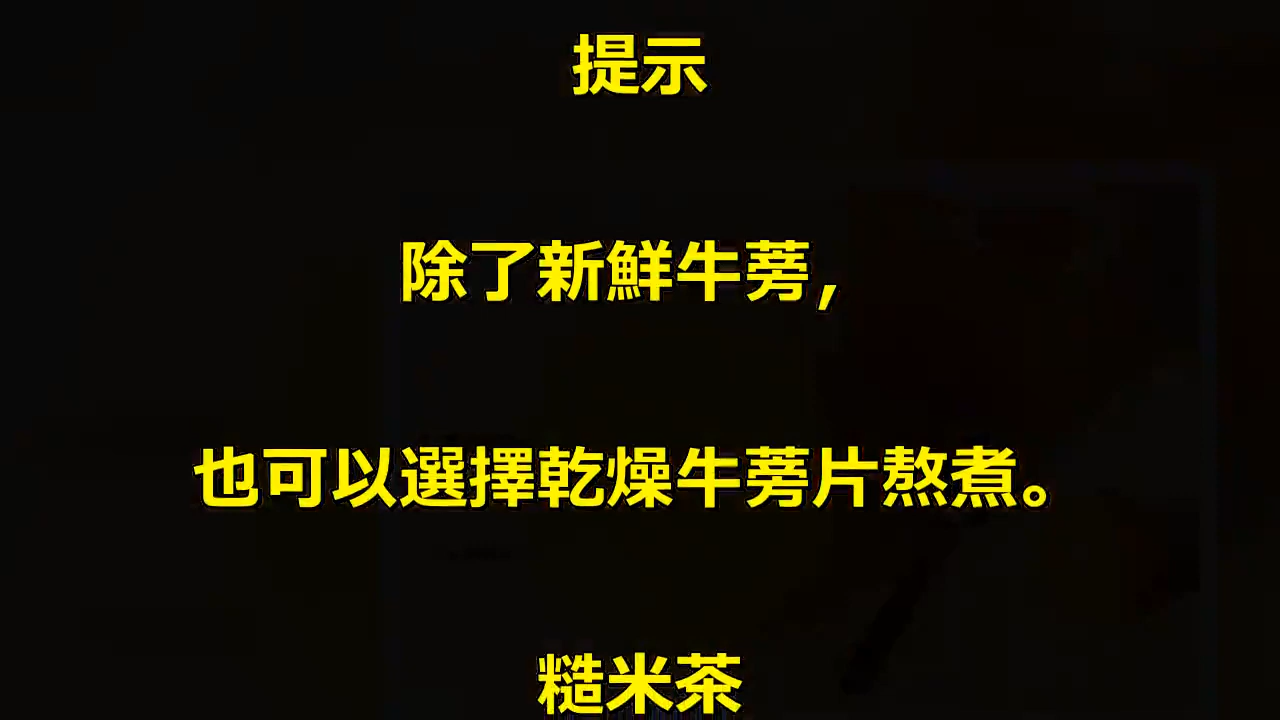 提示
除了新鮮牛蒡，
也可以選擇乾燥牛蒡片熬煮。
糙米茶